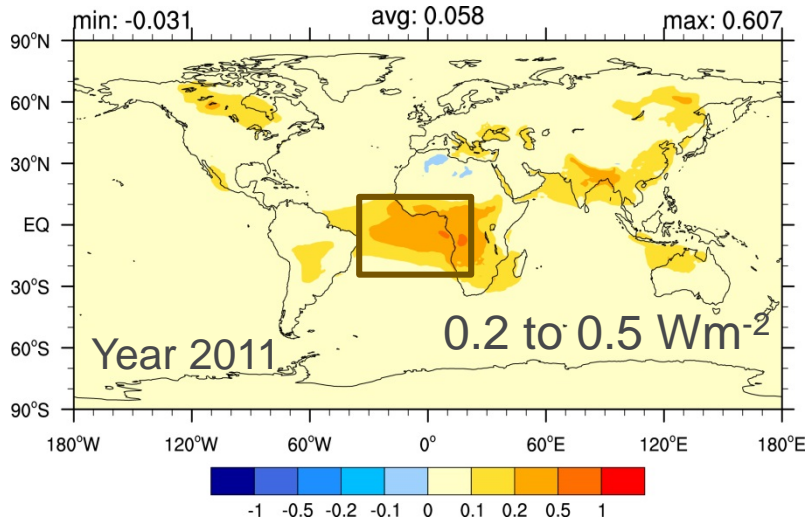 min: -0.031 avg: 0.058 max: 0.607
90°N
60°N
30°N
EQ
30°S
60°S
90°S
Year 2011
0.2 to 0.5 Wm⁻²
180°W 120°W 60°W 0° 60°E 120°E 180°E
-1 -0.5 -0.2 -0.1 0 0.1 0.2 0.5 1